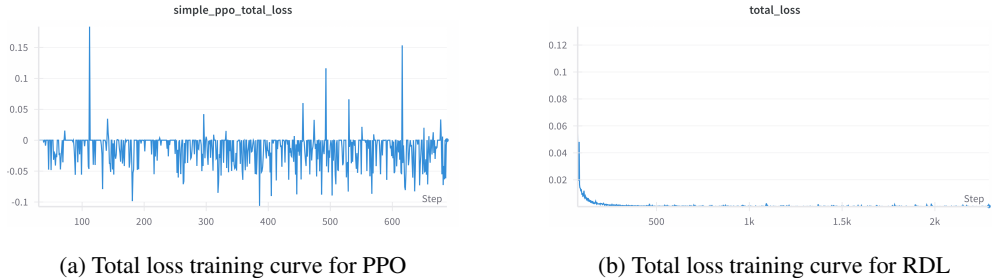 simple_ppo_total_loss
0.15
0.1
0.05
0
-0.05
-0.1
Step
100 200 300 400 500 600
(a) Total loss training curve for PPO
total_loss
0.12
0.1
0.08
0.06
0.04
0.02
Step
500 1k 1.5k 2k
(b) Total loss training curve for RDL